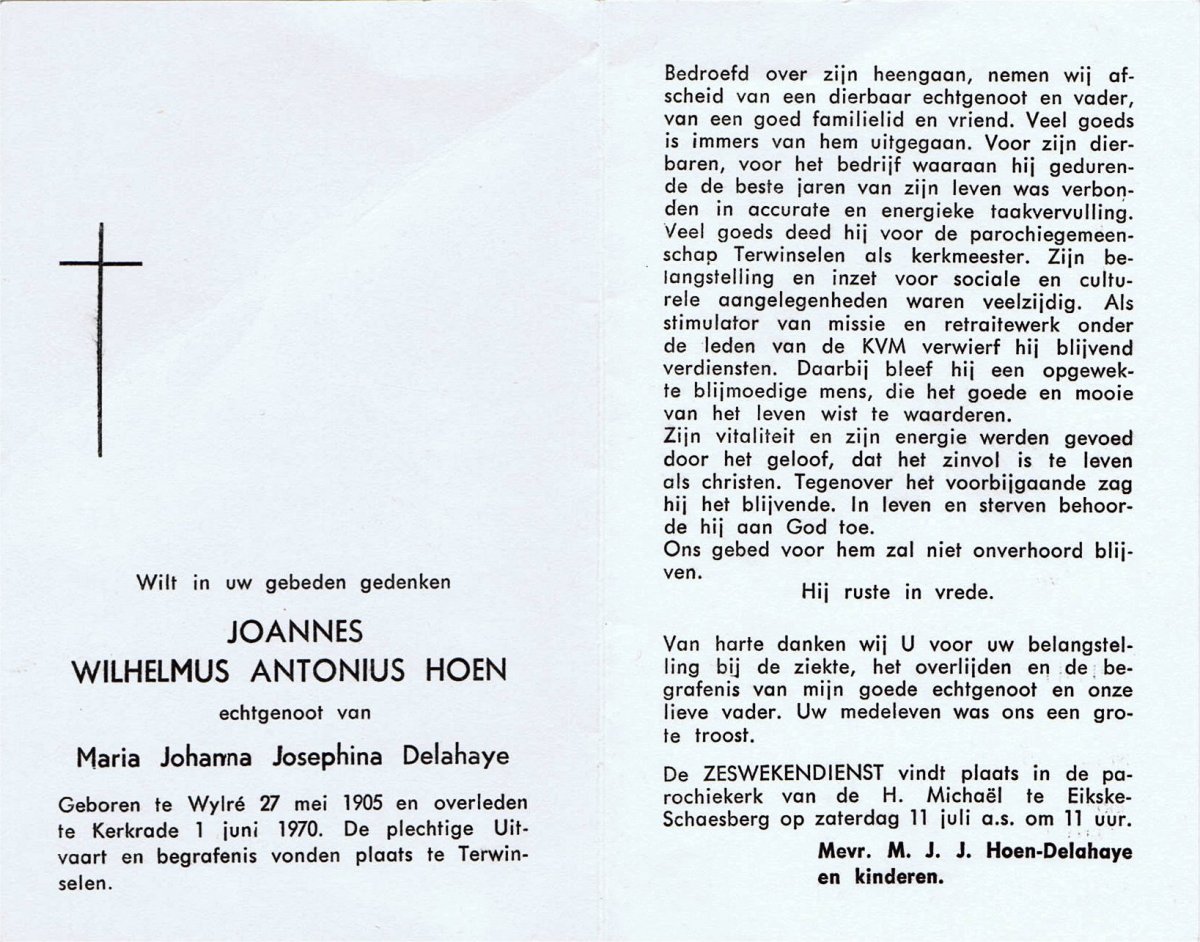 Wilt in uw gebeden gedenken
JOANNES
WILHELMUS ANTONIUS HOEN
echtgenoot van
Maria Johanna Josephina Delahaye
Geboren te Wylré 27 mei 1905 en overleden
te Kerkrade 1 juni 1970. De plechtige Uit-
vaart en begrafenis vonden plaats te Terwin-
selen.
Bedroefd over zijn heengaan, nemen wij af-
scheid van een dierbaar echtgenoot en vader,
van een goed familielid en vriend. Veel goeds
is immers van hem uitgegaan. Voor zijn dier-
baren, voor het bedrijf waaraan hij geduren-
de de beste jaren van zijn leven was verbon-
den in accurate en energieke taakvervulling.
Veel goeds deed hij voor de parochiegemeen-
schap Terwinselen als kerkmeester. Zijn be-
langstelling en inzet voor sociale en cultu-
rele aangelegenheden waren veelzijdig. Als
stimulator van missie en retraitewerk onder
de leden van de KVM verwierf hij blijvend
verdiensten. Daarbij bleef hij een opgewek-
te blijmoedige mens, die het goede en mooie
van het leven wist te waarderen.
Zijn vitaliteit en zijn energie werden gevoed
door het geloof, dat het zinvol is te leven
als christen. Tegenover het voorbijgaande zag
hij het blijvende. In leven en sterven behoor-
de hij aan God toe.
Ons gebed voor hem zal niet onverhoord blij-
ven.
Hij ruste in vrede.
Van harte danken wij U voor uw belangstel-
ling bij de ziekte, het overlijden en de be-
grafenis van mijn goede echtgenoot en onze
lieve vader. Uw medeleven was ons een gro-
te troost.
De ZESWEKENDIENST vindt plaats in de pa-
rochiekerk van de H. Michaël te Eikske-
Schaesberg op zaterdag 11 juli a.s. om 11 uur.
Mevr. M. J. J. Hoen-Delahaye
en kinderen.